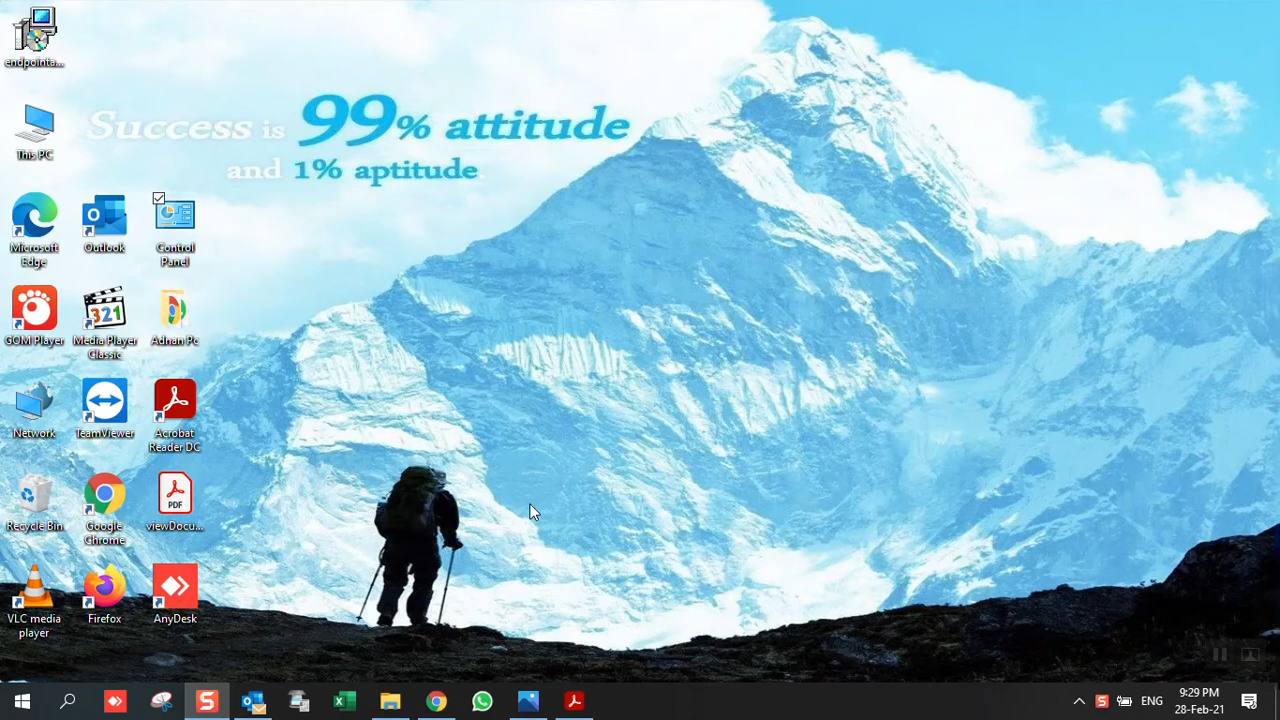 endpointa...
This PC
Success is 99% attitude
and 1% aptitude.
Microsoft
Edge
Outlook
Control
Panel
GOM Player
Media Player
Classic
321
Adnan Pc
Network
TeamViewer
Acrobat
Reader DC
Recycle Bin
Google
Chrome
PDF
viewDocu...
VLC media
player
Firefox
AnyDesk
ENG
9:29 PM
28-Feb-21